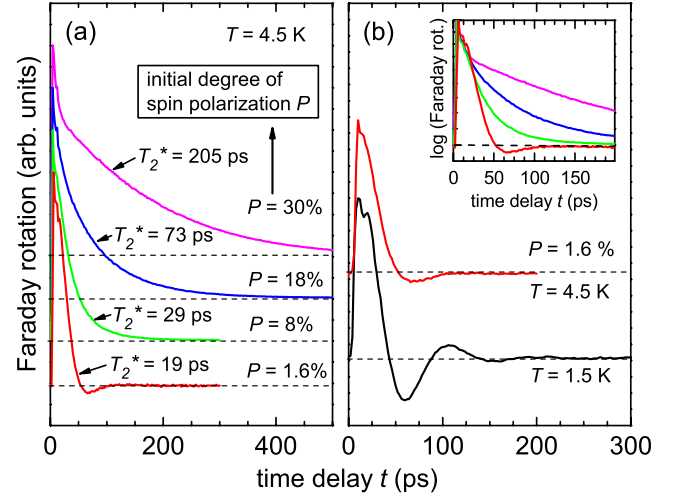 (a)
T = 4.5 K
initial degree of
spin polarization P
T2* = 205 ps
P = 30%
T2* = 73 ps
P = 18%
T2* = 29 ps
P = 8%
T2* = 19 ps
P = 1.6%
0 200 400
Faraday rotation (arb. units)
(b)
log (Faraday rot.)
0 50 100 150
time delay t (ps)
P = 1.6 %
T = 4.5 K
T = 1.5 K
0 100 200 300
time delay t (ps)